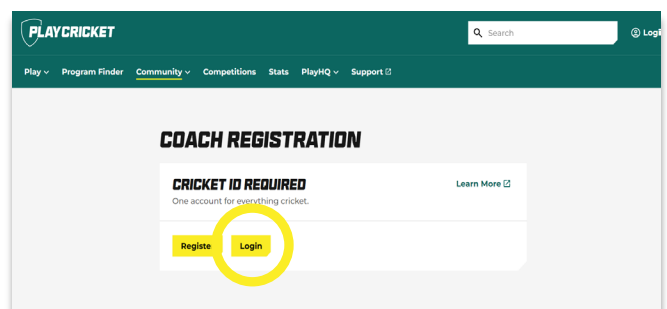 PLAYCRICKET
Search
Logi
Play Program Finder Community Competitions Stats PlayHQ Support
COACH REGISTRATION
CRICKET ID REQUIRED
Learn More
One account for everything cricket.
Registe Login